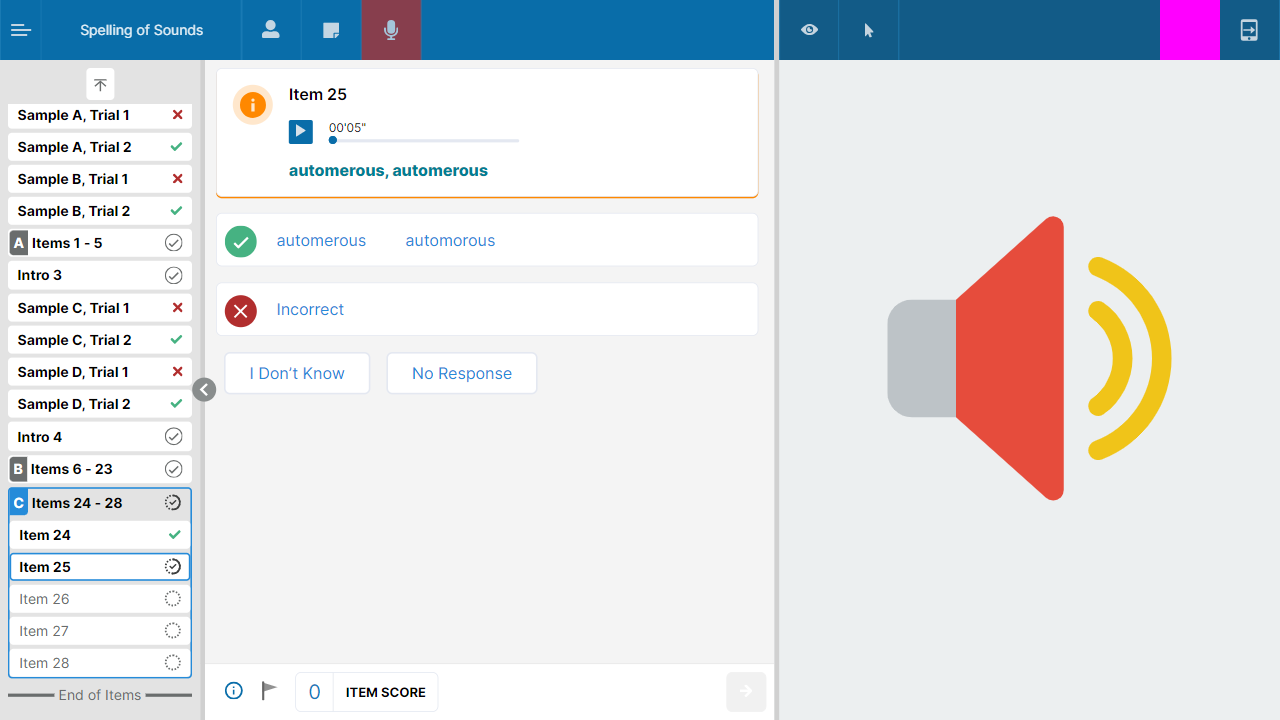 Spelling of Sounds
Sample A, Trial 1
Sample A, Trial 2
Sample B, Trial 1
Sample B, Trial 2
A Items 1 - 5
Intro 3
Sample C, Trial 1
Sample C, Trial 2
Sample D, Trial 1
Sample D, Trial 2
Intro 4
B Items 6 - 23
C Items 24 - 28
Item 24
Item 25
Item 26
Item 27
Item 28
End of Items
Item 25
00'05"
automerous, automerous
automerous automorous
Incorrect
I Don't Know No Response
0 ITEM SCORE